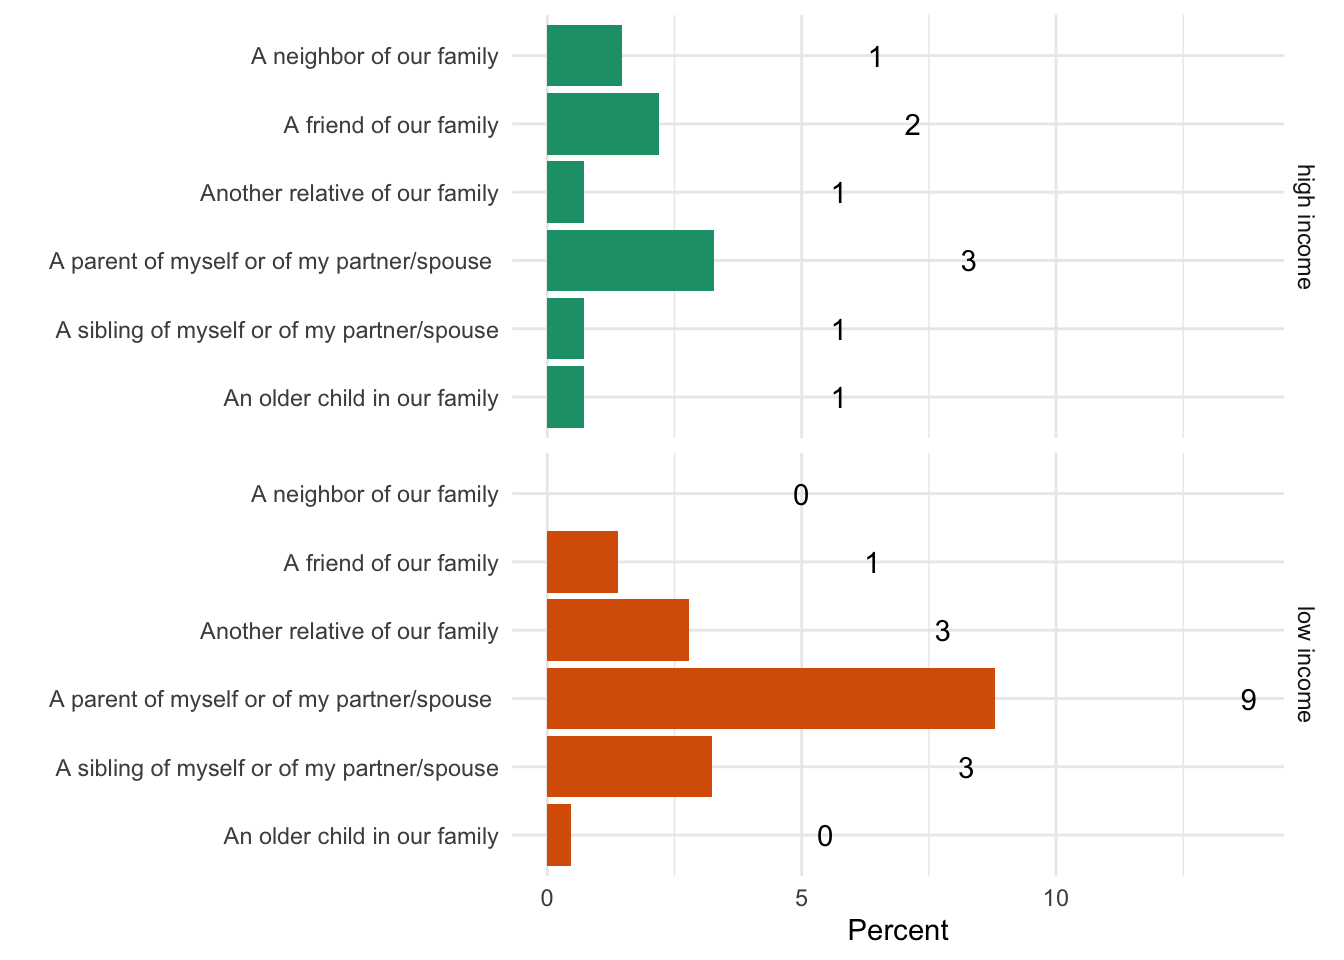 A neighbor of our family 1
A friend of our family 2
Another relative of our family 1
A parent of myself or of my partner/spouse 3
A sibling of myself or of my partner/spouse 1
An older child in our family 1
high income
A neighbor of our family 0
A friend of our family 1
Another relative of our family 3
A parent of myself or of my partner/spouse 9
A sibling of myself or of my partner/spouse 3
An older child in our family 0
low income
0 5 10
Percent